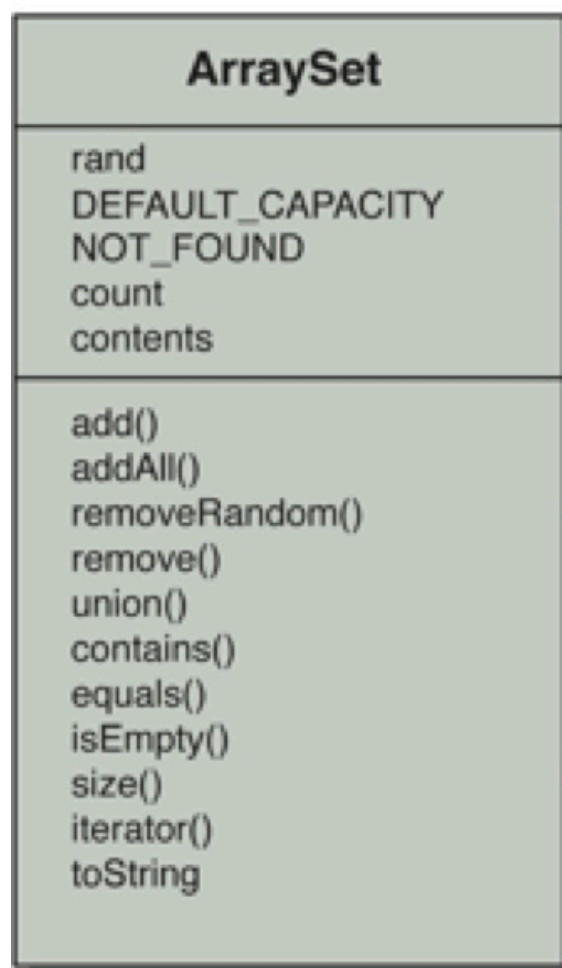 ArraySet
rand
DEFAULT_CAPACITY
NOT_FOUND
count
contents
add()
addAll()
removeRandom()
remove()
union()
contains()
equals()
isEmpty()
size()
iterator()
toString